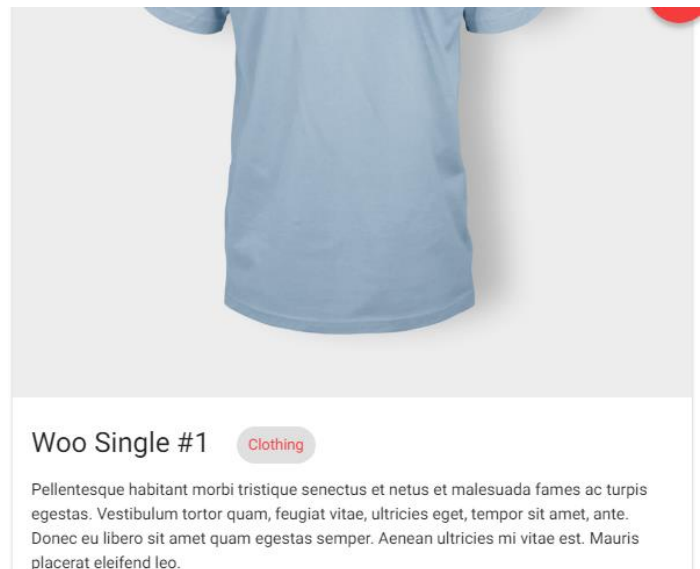 Woo Single #1 Clothing
Pellentesque habitant morbi tristique senectus et netus et malesuada fames ac turpis
egestas. Vestibulum tortor quam, feugiat vitae, ultricies eget, tempor sit amet, ante.
Donec eu libero sit amet quam egestas semper. Aenean ultricies mi vitae est. Mauris
placerat eleifend leo.